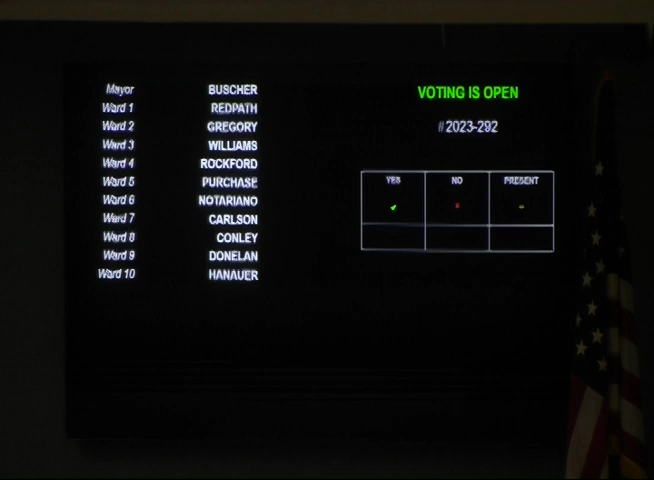 Mayor BUSCHER
Ward 1 REDPATH
Ward 2 GREGORY
Ward 3 WILLIAMS
Ward 4 ROCKFORD
Ward 5 PURCHASE
Ward 6 NOTARIANO
Ward 7 CARLSON
Ward 8 CONLEY
Ward 9 DONELAN
Ward 10 HANAUER
VOTING IS OPEN
#2023-292
YES NO PRESENT